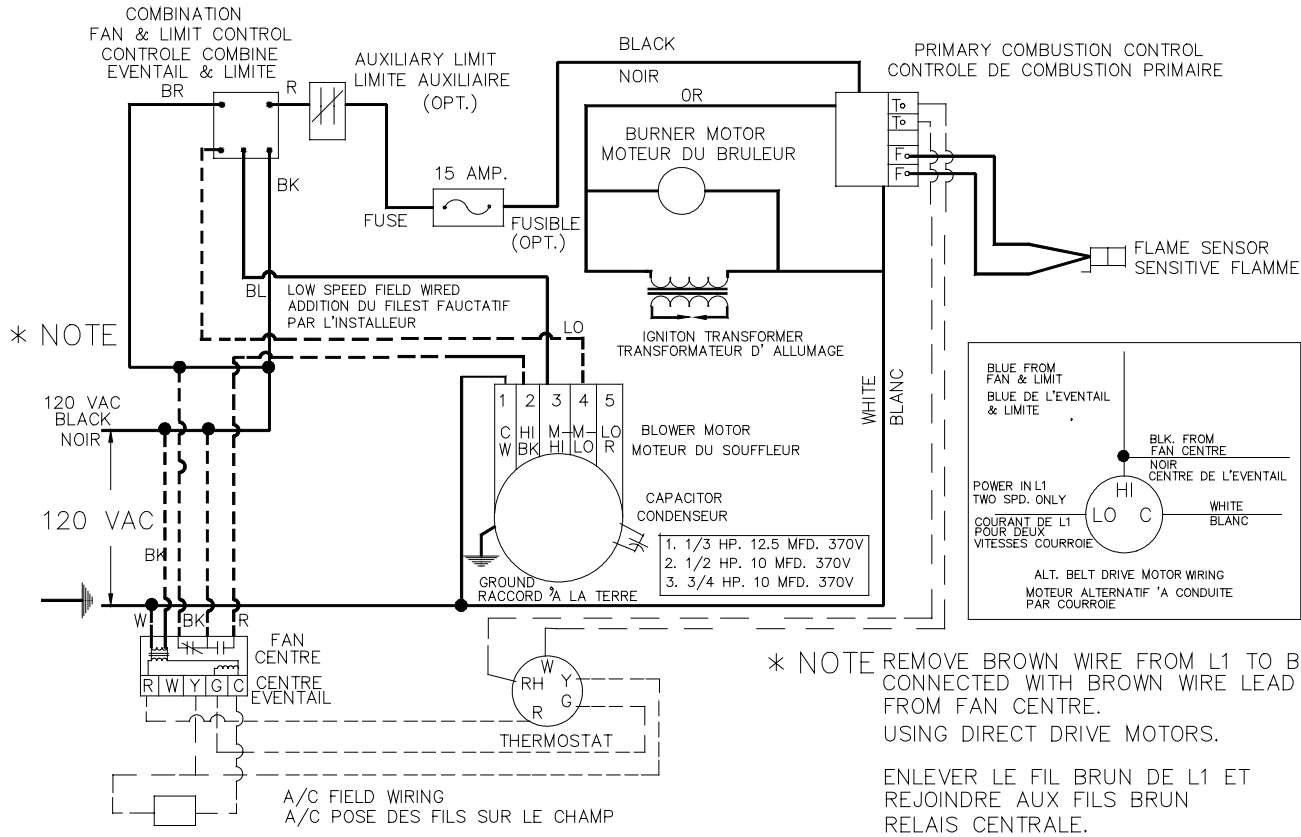 COMBINATION
FAN & LIMIT CONTROL
CONTROLE COMBINE
EVENTAIL & LIMITE
BR
R
BK
AUXILIARY LIMIT
LIMITE AUXILIAIRE
(OPT.)
15 AMP.
FUSE
FUSIBLE
(OPT.)
BLACK
NOIR
OR
BURNER MOTOR
MOTEUR DU BRULEUR
PRIMARY COMBUSTION CONTROL
CONTROLE DE COMBUSTION PRIMAIRE
T
T
F
F
FLAME SENSOR
SENSITIVE FLAMME
BL
LOW SPEED FIELD WIRED
ADDITION DU FILEST FAUCTATIF
PAR L'INSTALLEUR
LO
IGNITON TRANSFORMER
TRANSFORMATEUR D' ALLUMAGE
* NOTE
120 VAC
BLACK
NOIR
120 VAC
WHITE
BLANC
1 2 3 4 5
C HI M- M- LO
W BK HI LO R
BLOWER MOTOR
MOTEUR DU SOUFFLEUR
CAPACITOR
CONDENSEUR
1. 1/3 HP. 12.5 MFD. 370V
2. 1/2 HP. 10 MFD. 370V
3. 3/4 HP. 10 MFD. 370V
GROUND
RACCORD 'A LA TERRE
BK
W
BK
R
FAN
CENTRE
CENTRE
EVENTAIL
R W Y G C
W
RH
Y
G
R
THERMOSTAT
A/C FIELD WIRING
A/C POSE DES FILS SUR LE CHAMP
BLUE FROM
FAN & LIMIT
BLUE DE L'EVENTAIL
& LIMITE
BLK. FROM
FAN CENTRE
NOIR
CENTRE DE L'EVENTAIL
POWER IN L1
TWO SPD. ONLY
COURANT DE L1
POUR DEUX
VITESSES COURROIE
HI
LO C
WHITE
BLANC
ALT. BELT DRIVE MOTOR WIRING
MOTEUR ALTERNATIF 'A CONDUITE
PAR COURROIE
* NOTE REMOVE BROWN WIRE FROM L1 TO B
CONNECTED WITH BROWN WIRE LEAD
FROM FAN CENTRE.
USING DIRECT DRIVE MOTORS.
ENLEVER LE FIL BRUN DE L1 ET
REJOINDRE AUX FILS BRUN
RELAIS CENTRALE.